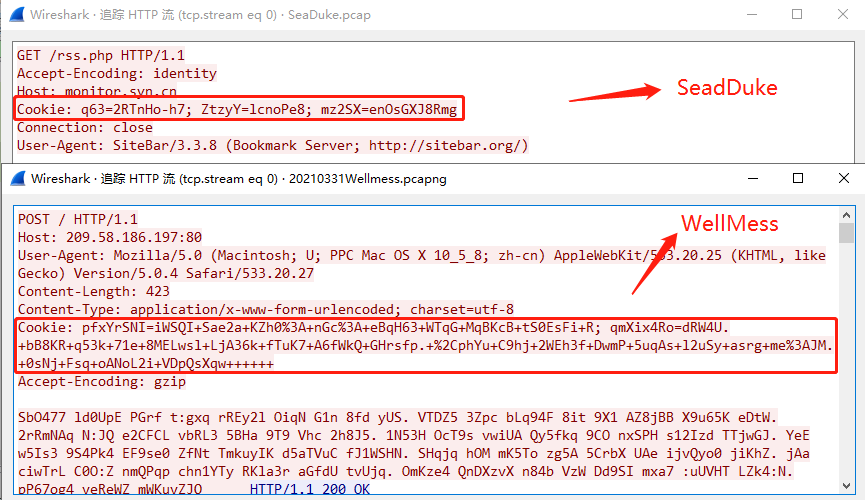 Wireshark · 追踪 HTTP 流 (tcp.stream eq 0) · SeaDuke.pcap
GET /rss.php HTTP/1.1
Accept-Encoding: identity
Host: monitor.syn.cn
Cookie: q63=2RTnHo-h7; ZtzyY=lcnoPe8; mz2SX=enOsGXJ8Rmg
Connection: close
User-Agent: SiteBar/3.3.8 (Bookmark Server; http://sitebar.org/)
SeadDuke
Wireshark · 追踪 HTTP 流 (tcp.stream eq 0) · 20210331Wellmess.pcapng
POST / HTTP/1.1
Host: 209.58.186.197:80
User-Agent: Mozilla/5.0 (Macintosh; U; PPC Mac OS X 10_5_8; zh-cn) AppleWebKit/533.20.25 (KHTML, like
Gecko) Version/5.0.4 Safari/533.20.27
Content-Length: 423
Content-Type: application/x-www-form-urlencoded; charset=utf-8
Cookie: pfxYrSNI=iWSQI+Sae2a+KZh0%3A+nGc%3A+eBqH63+WTqG+MqBKcB+tS0EsFi+R; qmXix4Ro=dRW4U.
+bB8KR+q53k+71e+8MELwsl+LjA36k+fTuK7+A6fWkQ+GHrsfp.+%2CphYu+C9hj+2WEh3f+DwmP+5uqAs+l2uSy+asrg+me%3AJM.
+0sNj+Fsq+oANoL2i+VDpQsXqw++++++
Accept-Encoding: gzip
WellMess
SbO477 ld0UpE PGrf t:gxq rREy2l OiqN G1n 8fd yUS. VTDZ5 3Zpc bLq94F 8it 9X1 AZ8jBB X9u65K eDtW.
2rRmNAq N:JQ e2CFCL vbRL3 5BHa 9T9 Vhc 2h8J5. 1N53H OcT9s vwiUA Qy5fkq 9CO nxSPH s12Izd TTjwGJ. YeE
w5Is3 9S4Pk4 EF9se0 ZfNt TmkuyIK d5aTVuC fJ1WSHN. SHqjq hOM mK5To zg5A 5CrbX UAe ijvQyo0 jiKhZ. jAa
ciwTrL C0O:Z nmQPqp chn1YTy RKla3r aGfdU tvUjq. OmKze4 QnDXzvX n84b VzW Dd9SI mxa7 :uUVHT LZk4:N.
pP67og4 veReWZ mWKuvZJO HTTP/1.1 200 OK